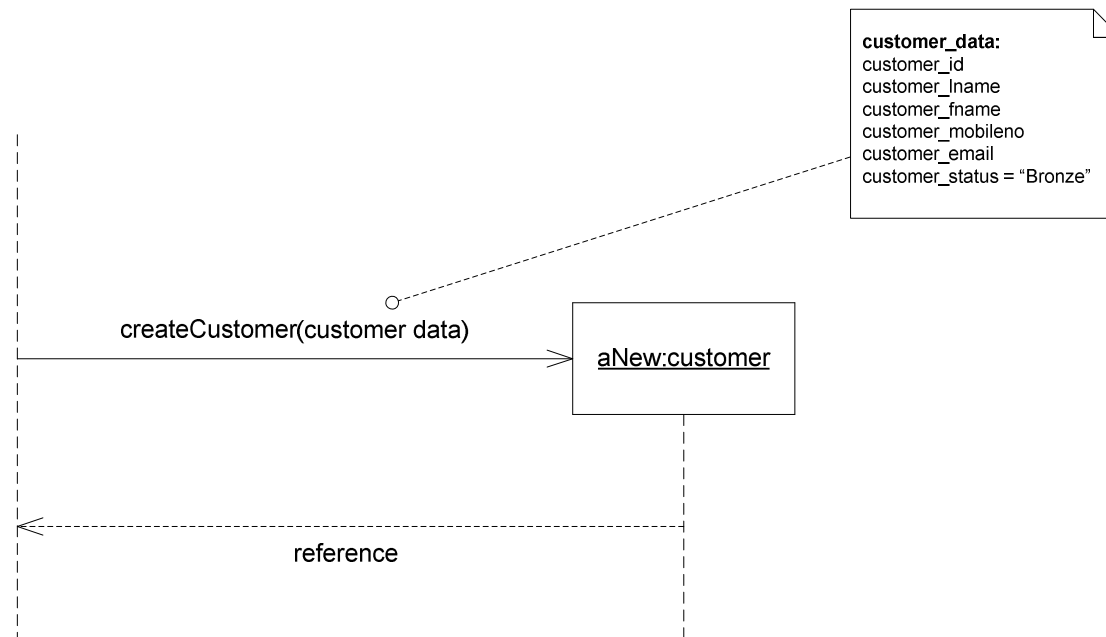 customer_data:
customer_id
customer_lname
customer_fname
customer_mobileno
customer_email
customer_status = “Bronze”
createCustomer(customer data)
aNew:customer
reference